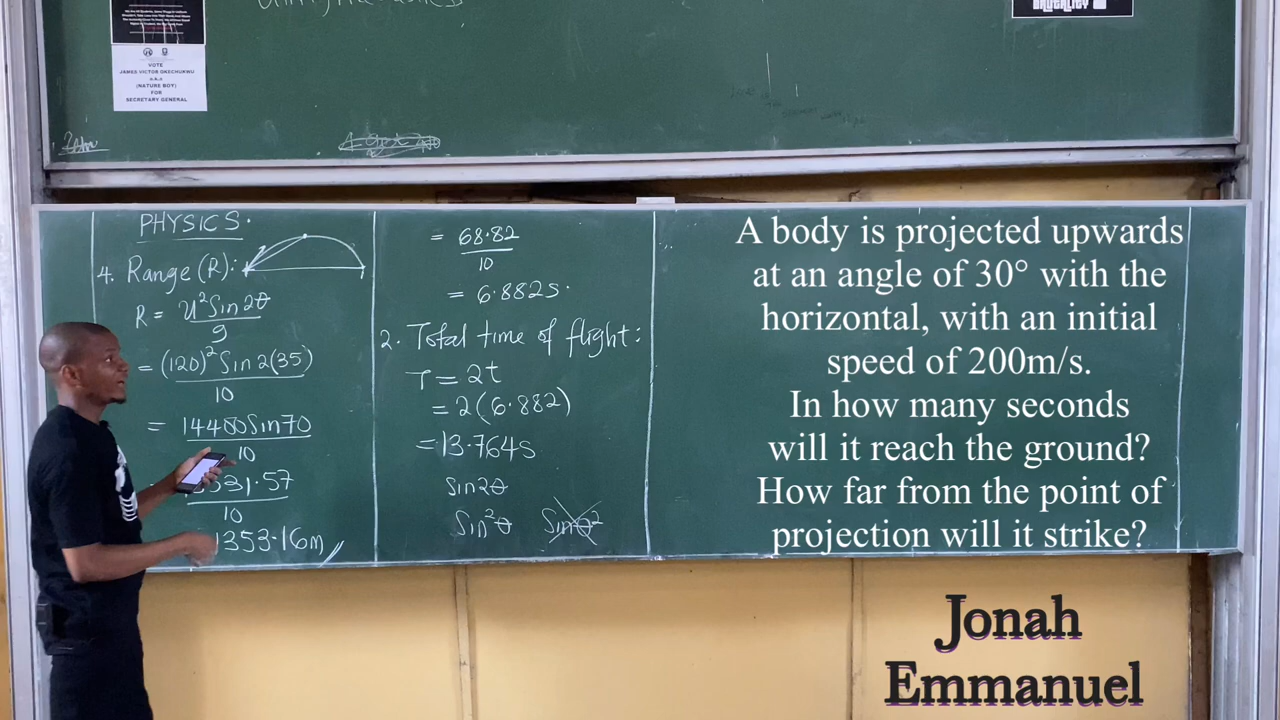 VOTE
JAMES VICTOR OKECHUKWU
a.k.a
(NATURE BOY)
FOR
SECRETARY GENERAL
BRUTALITY
PHYSICS.
4. Range (R):
R = U²Sin2θ
g
= (120)² Sin 2(35)
10
= 14400Sin70
10
531.57
10
1353.16m
= 68.82
10
= 6.882s.
2. Total time of flight:
T = 2t
= 2(6.882)
= 13.764s
Sin2θ
Sin²θ Sinθ²
A body is projected upwards
at an angle of 30° with the
horizontal, with an initial
speed of 200m/s.
In how many seconds
will it reach the ground?
How far from the point of
projection will it strike?
Jonah
Emmanuel